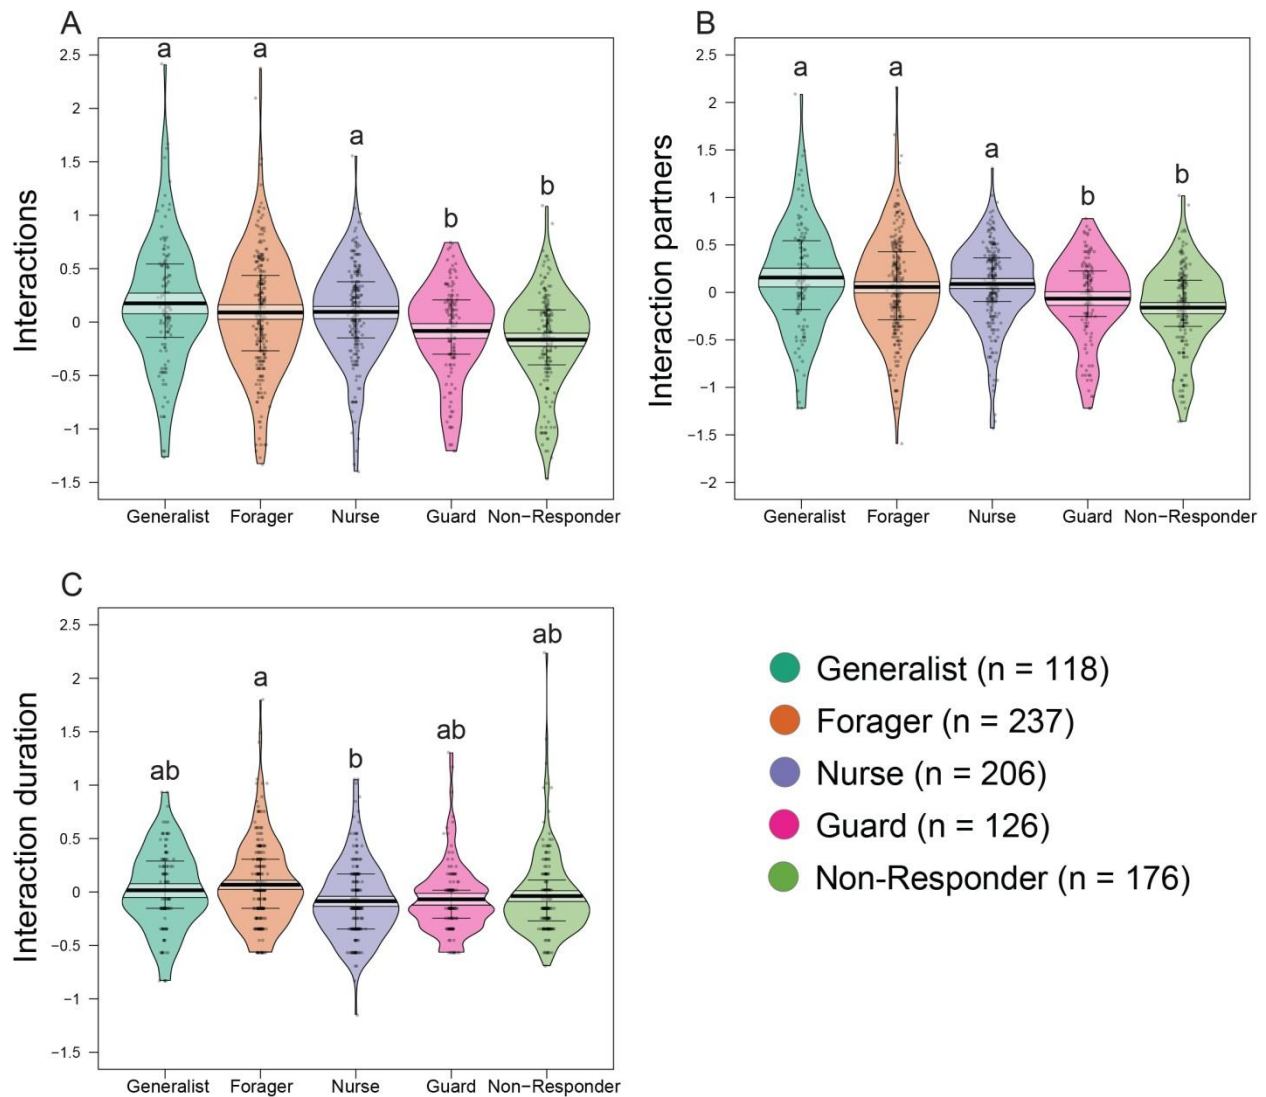 A
Interactions
2.5
2
1.5
1
0.5
0
−0.5
−1
−1.5
a
a
a
b
b
Generalist Forager Nurse Guard Non−Responder
B
Interaction partners
2.5
2
1.5
1
0.5
0
−0.5
−1
−1.5
−2
a
a
a
b
b
Generalist Forager Nurse Guard Non−Responder
C
Interaction duration
2.5
2
1.5
1
0.5
0
−0.5
−1
−1.5
ab
a
b
ab
ab
Generalist Forager Nurse Guard Non−Responder
Generalist (n = 118)
Forager (n = 237)
Nurse (n = 206)
Guard (n = 126)
Non-Responder (n = 176)